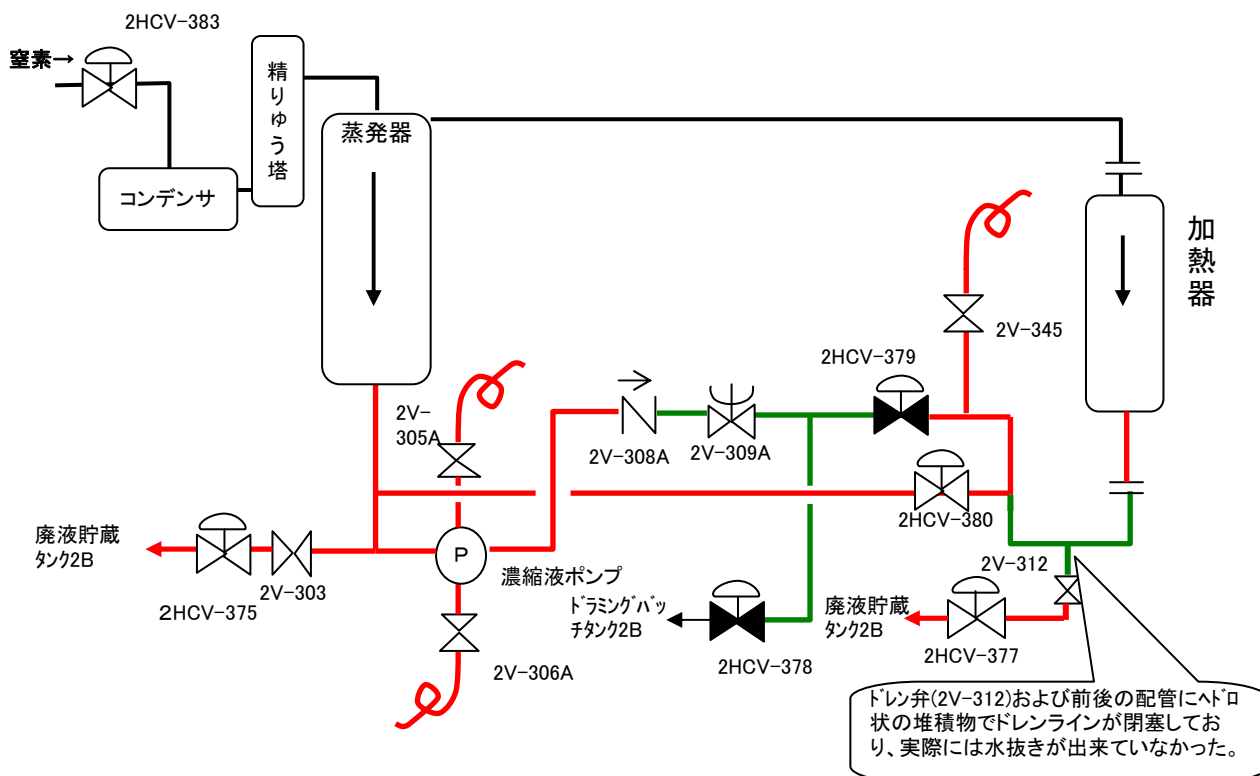 2HCV-383
窒素→
精りゅう塔
コンデンサ
蒸発器
加熱器
2V-345
2HCV-379
2V-
305A
2V-308A
2V-309A
2HCV-380
廃液貯蔵
ﾀﾝｸ2B
2HCV-375
2V-303
P
濃縮液ポンプ
2V-306A
ﾄﾞﾗﾐﾝｸﾞﾊﾞｯ
ﾁﾀﾝｸ2B
2HCV-378
2V-312
廃液貯蔵
ﾀﾝｸ2B
2HCV-377
ﾄﾞﾚﾝ弁(2V-312)および前後の配管にﾍﾄﾞﾛ
状の堆積物でドレンラインが閉塞してお
り、実際には水抜きが出来ていなかった。